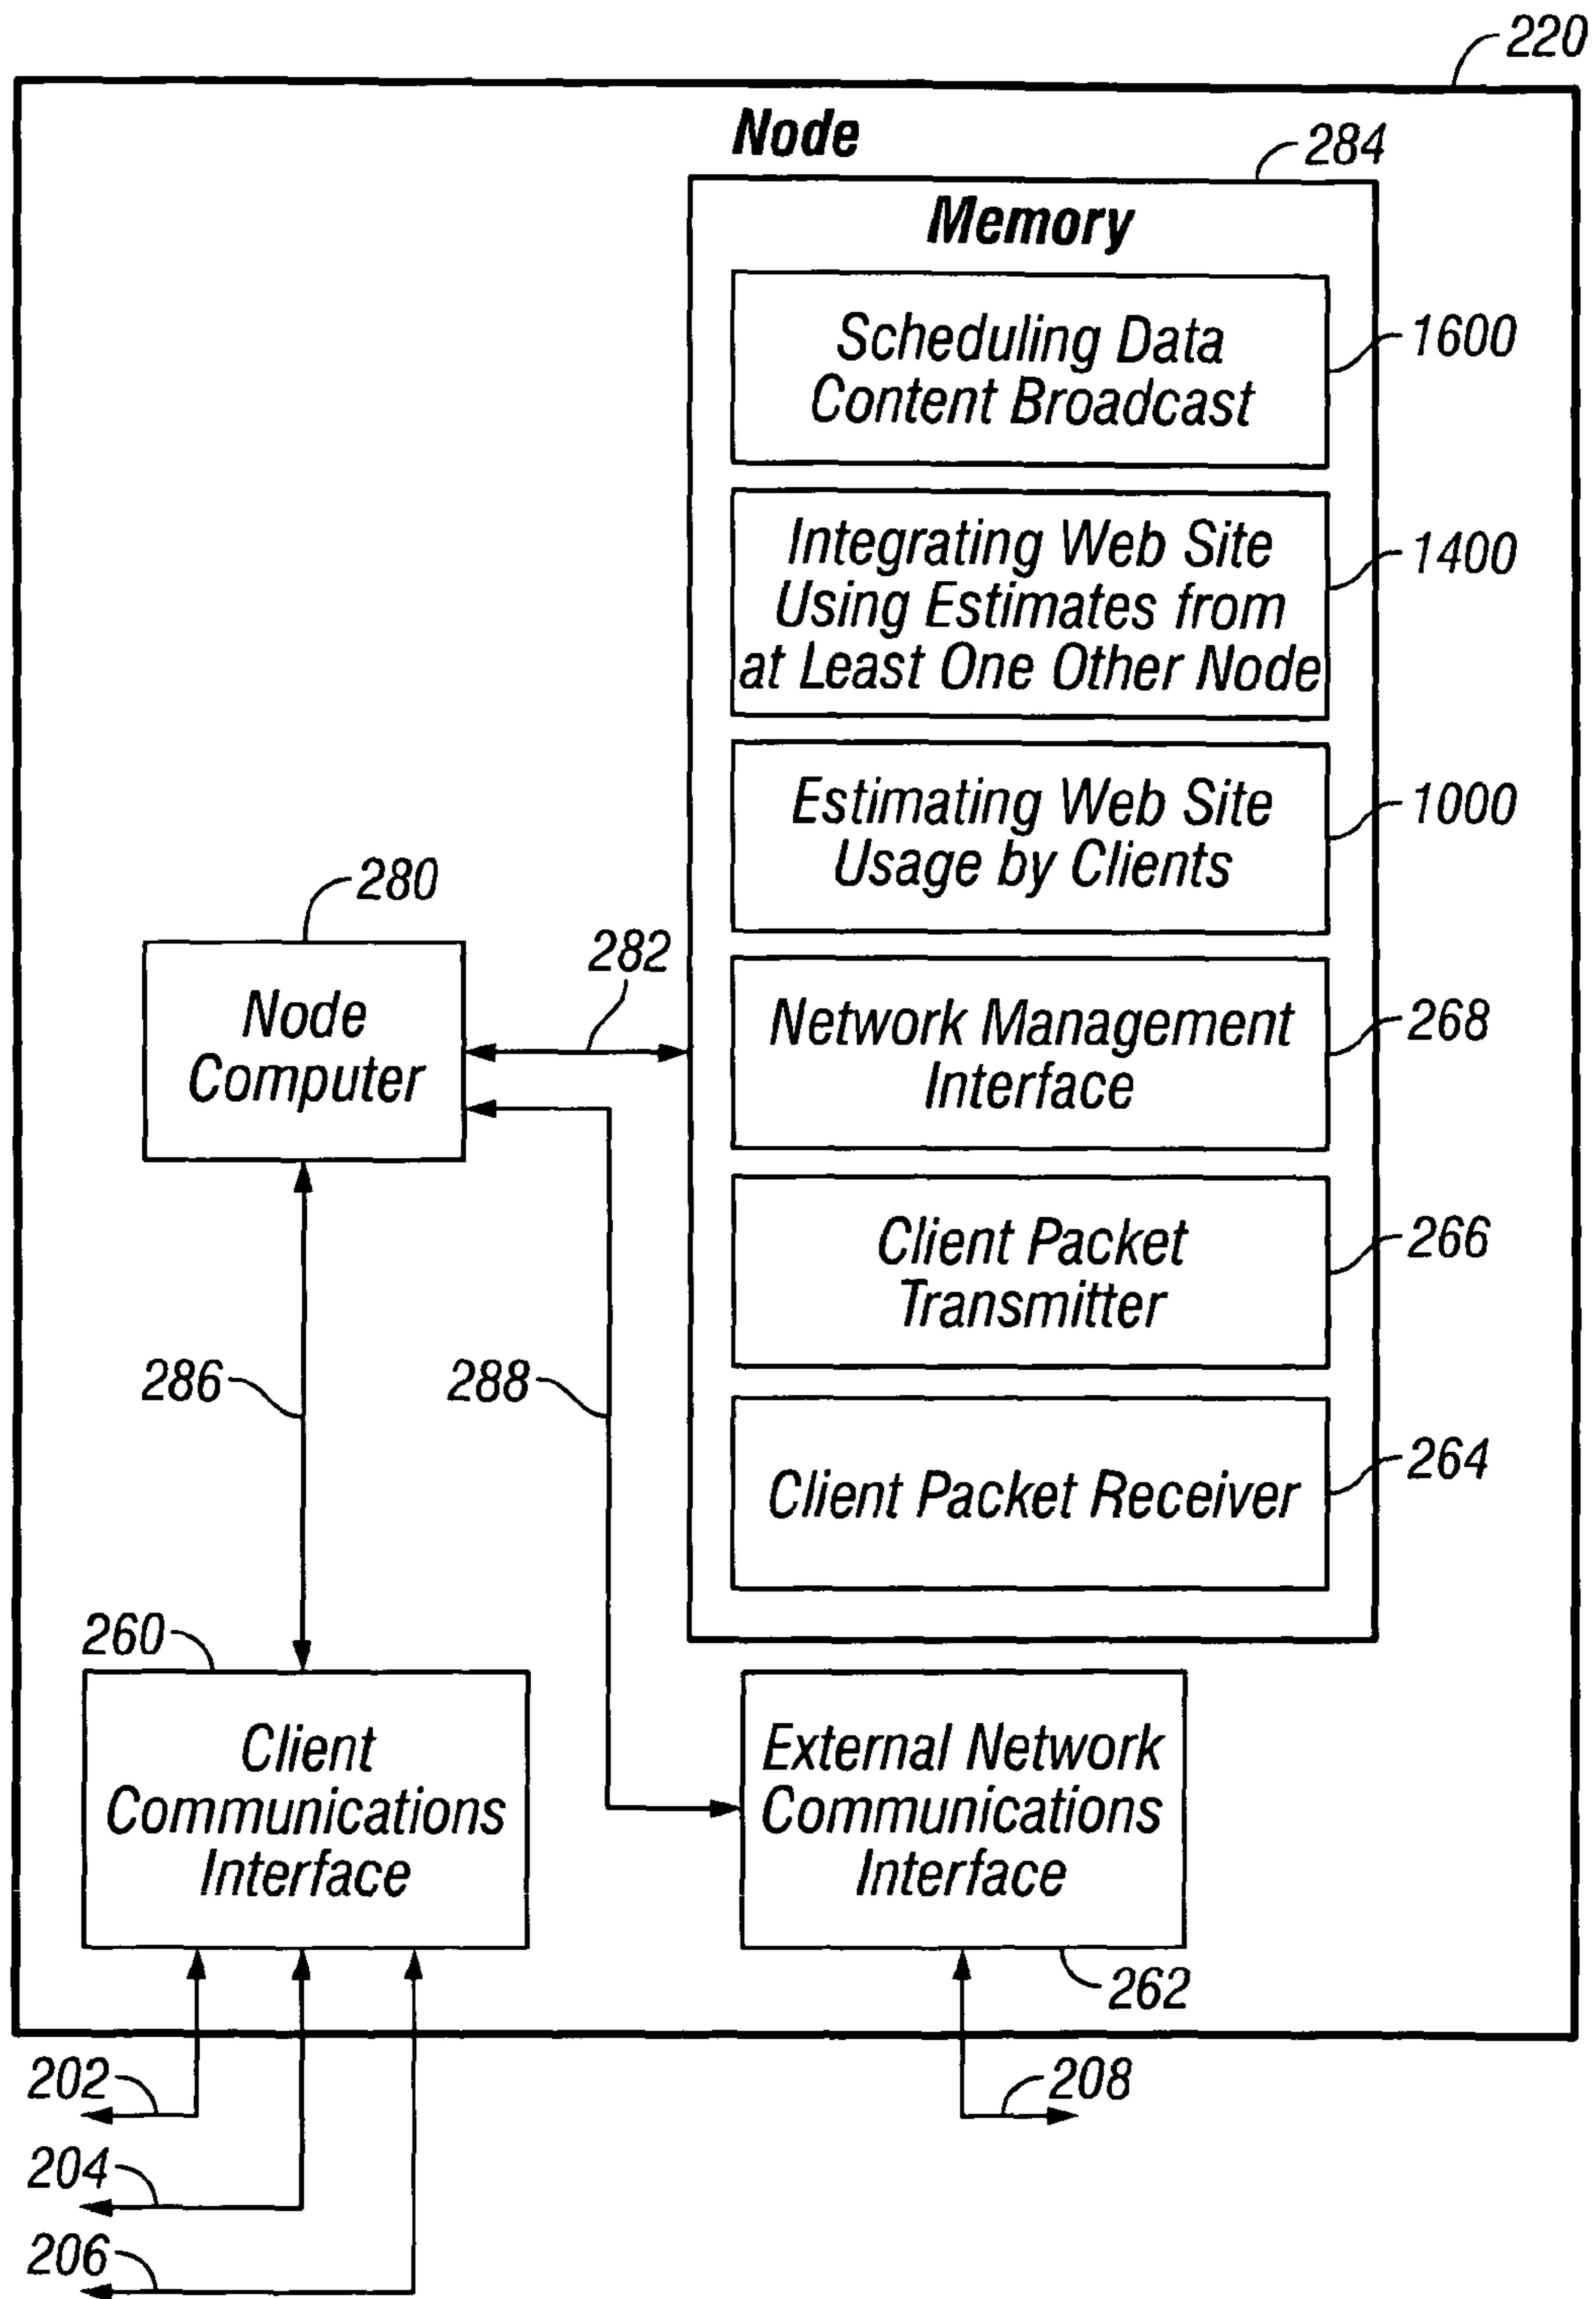 220
Node
284
Memory
Scheduling Data
Content Broadcast
1600
Integrating Web Site
Using Estimates from
at Least One Other Node
1400
Estimating Web Site
Usage by Clients
1000
280
Node
Computer
282
Network Management
Interface
268
Client Packet
Transmitter
266
286
288
Client Packet Receiver
264
260
Client
Communications
Interface
External Network
Communications
Interface
262
202
208
204
206